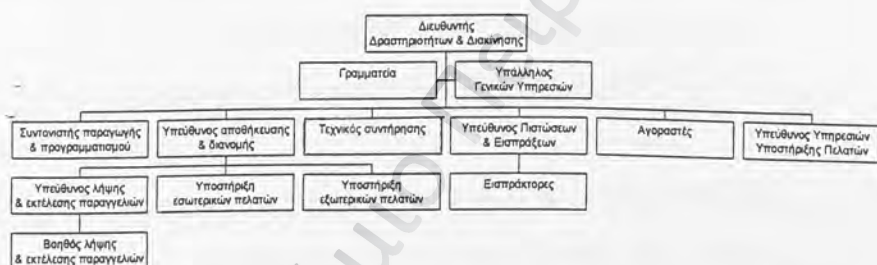 Διευθυντής
Δραστηριοτήτων & Διακίνησης
Γραμματεία
Υπάλληλος
Γενικών Υπηρεσιών
Συντονιστής παραγωγής
& προγραμματισμού
Υπεύθυνος αποθήκευσης
& διανομής
Τεχνικός συντήρησης
Υπεύθυνος Πιστώσεων
& Εισπράξεων
Αγοραστές
Υπεύθυνος Υπηρεσιών
Υποστήριξης Πελατών
Υπεύθυνος λήψης
& εκτέλεσης παραγγελιών
Υποστήριξη
εσωτερικών πελατών
Υποστήριξη
εξωτερικών πελατών
Εισπράκτορες
Βοηθός λήψης
& εκτέλεσης παραγγελιών